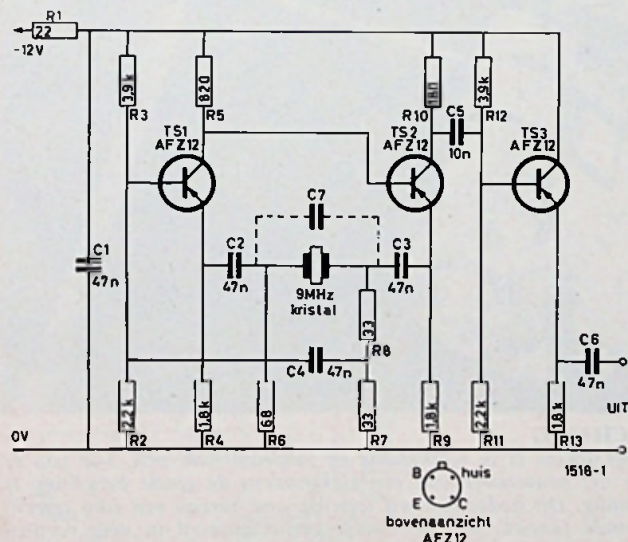 R1
22
-12V
3,9k
R3
820
R5
R10
180
C5
10n
3,9k
R12
TS1
AFZ12
TS2
AFZ12
TS3
AFZ12
C7
C1
47n
C2
47n
9MHz
kristal
C3
47n
33
R8
C4
47n
C6
47n
2,2k
R2
1,8k
R4
68
R6
33
R7
1,8k
R9
2,2k
R11
1,8k
R13
UIT
0V
1518-1
B
huis
E
C
bovenaanzicht
AFZ12